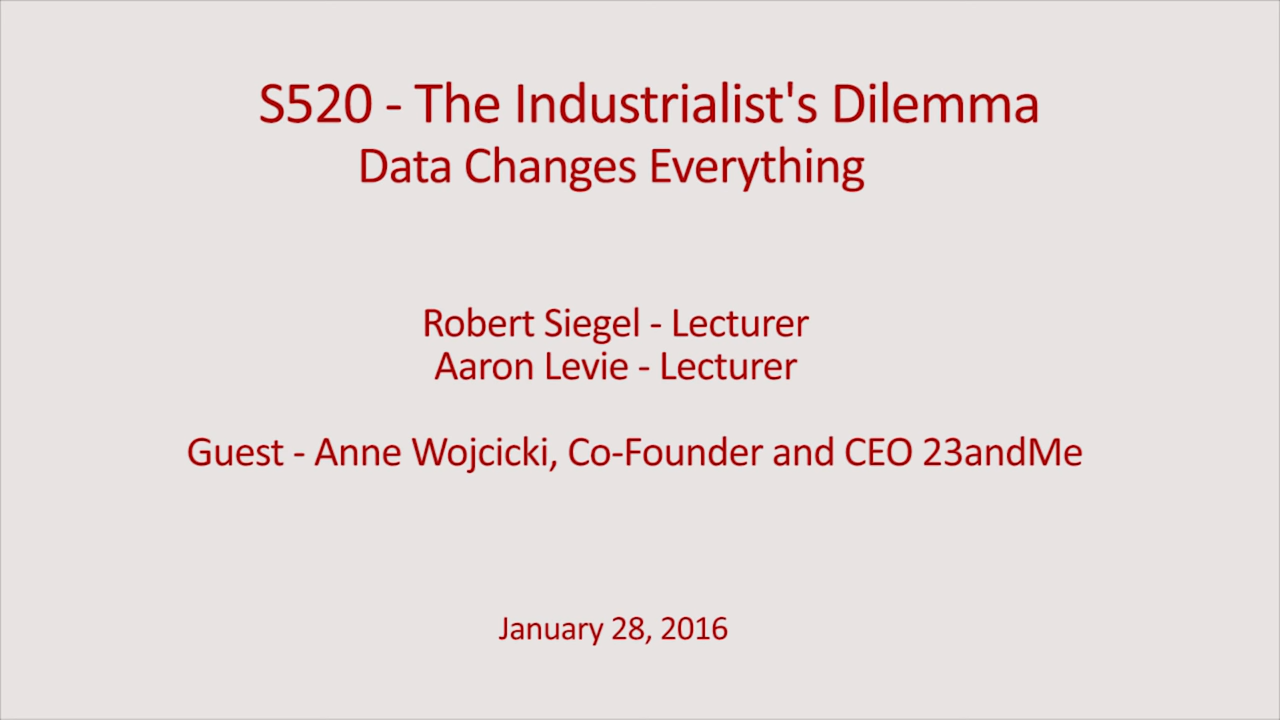 S520 - The Industrialist's Dilemma
Data Changes Everything
Robert Siegel - Lecturer
Aaron Levie - Lecturer
Guest - Anne Wojcicki, Co-Founder and CEO 23andMe
January 28, 2016